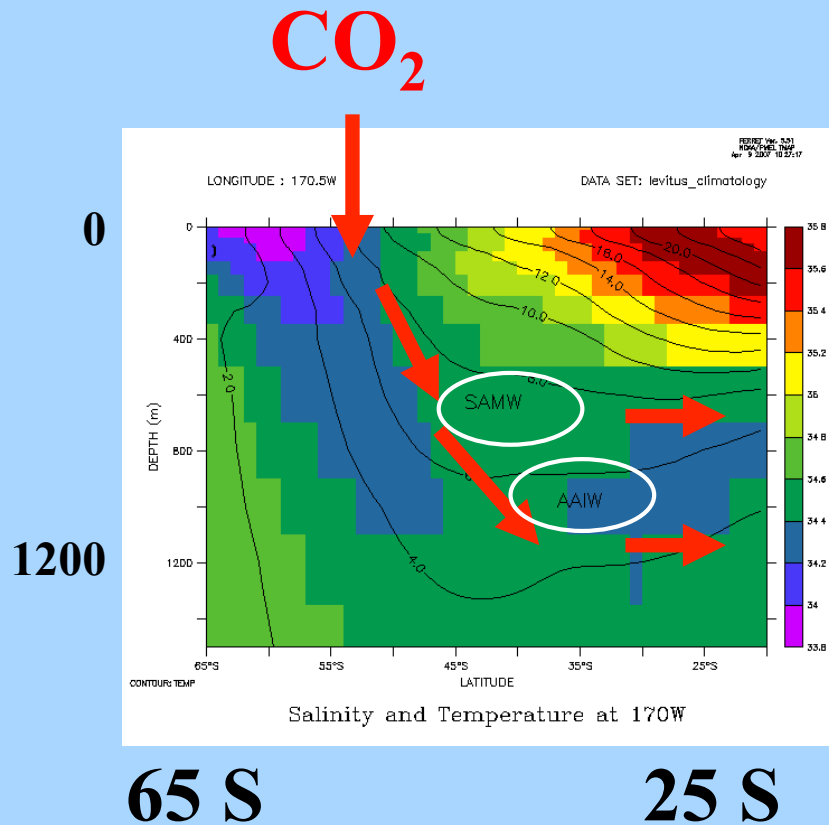 CO₂
FERRET Ver. 5.51
NOAA/PMEL TMAP
Apr 9 2007 10:27:17
LONGITUDE : 170.5W
DATA SET: levitus_climatology
0
1200
0
400
800
1200
DEPTH (m)
2.0
4.0
6
8.0
10.0
12.0
14.0
16.0
20.0
SAMW
AAIW
35.8
35.6
35.4
35.2
35
34.8
34.6
34.4
34.2
34
33.8
65°S
55°S
45°S
35°S
25°S
LATITUDE
CONTOUR: TEMP
Salinity and Temperature at 170W
65 S
25 S